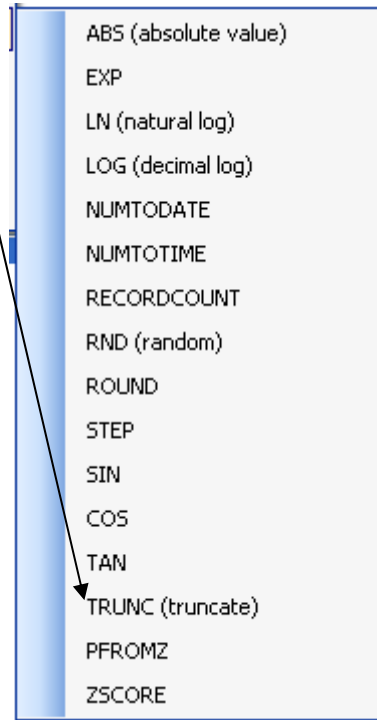 ABS (absolute value)
EXP
LN (natural log)
LOG (decimal log)
NUMTODATE
NUMTOTIME
RECORDCOUNT
RND (random)
ROUND
STEP
SIN
COS
TAN
TRUNC (truncate)
PFROMZ
ZSCORE